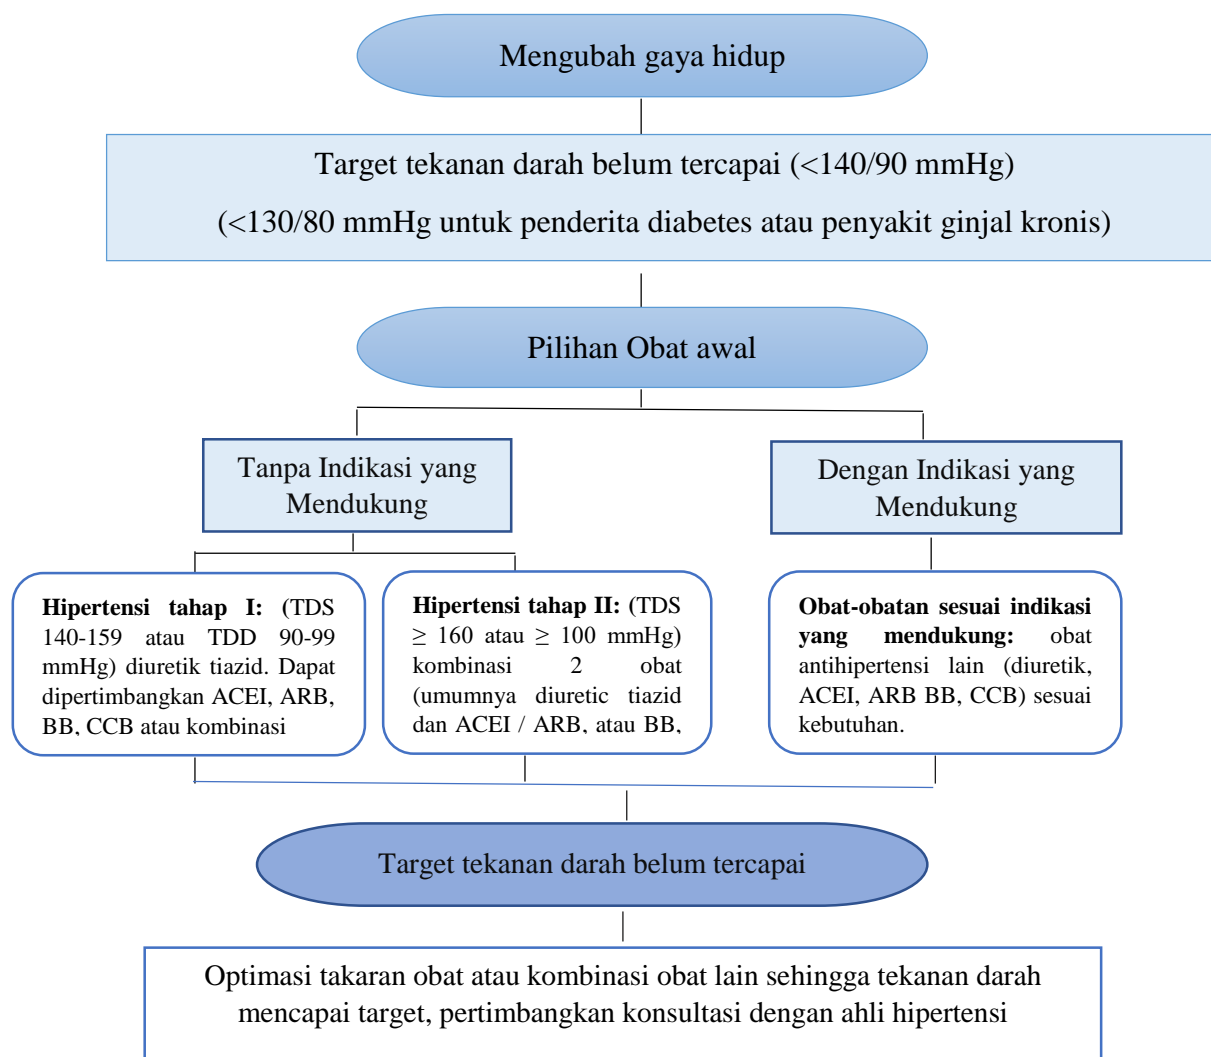 Mengubah gaya hidup
Target tekanan darah belum tercapai (<140/90 mmHg)
(<130/80 mmHg untuk penderita diabetes atau penyakit ginjal kronis)
Pilihan Obat awal
Tanpa Indikasi yang
Mendukung
Dengan Indikasi yang
Mendukung
Hipertensi tahap I: (TDS
140-159 atau TDD 90-99
mmHg) diuretik tiazid. Dapat
dipertimbangkan ACEI, ARB,
BB, CCB atau kombinasi
Hipertensi tahap II: (TDS
≥ 160 atau ≥ 100 mmHg)
kombinasi 2 obat
(umumnya diuretic tiazid
dan ACEI / ARB, atau BB,
Obat-obatan sesuai indikasi
yang mendukung: obat
antihipertensi lain (diuretik,
ACEI, ARB BB, CCB) sesuai
kebutuhan.
Target tekanan darah belum tercapai
Optimasi takaran obat atau kombinasi obat lain sehingga tekanan darah
mencapai target, pertimbangkan konsultasi dengan ahli hipertensi